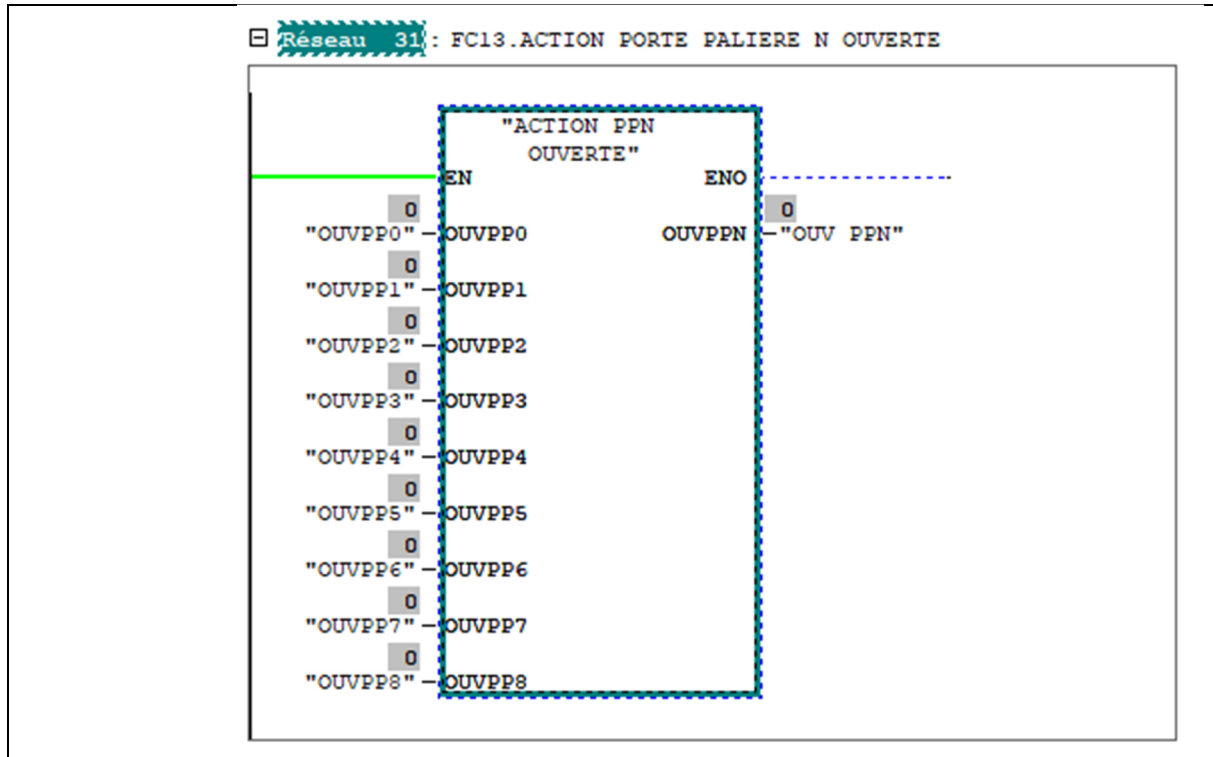 Réseau 31 : FC13.ACTION PORTE PALIERE N OUVERTE
"ACTION PPN
OUVERTE"
EN ENO
0 0
"OUVPP0" OUVPP0 OUVPPN "OUV PPN"
0
"OUVPP1" OUVPP1
0
"OUVPP2" OUVPP2
0
"OUVPP3" OUVPP3
0
"OUVPP4" OUVPP4
0
"OUVPP5" OUVPP5
0
"OUVPP6" OUVPP6
0
"OUVPP7" OUVPP7
0
"OUVPP8" OUVPP8